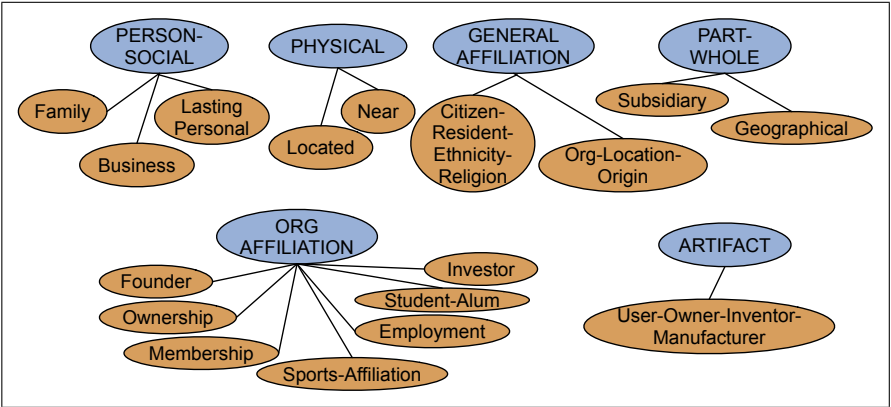 PERSON-
SOCIAL
PHYSICAL
GENERAL
AFFILIATION
PART-
WHOLE
Family
Lasting
Personal
Business
Near
Located
Citizen-
Resident-
Ethnicity-
Religion
Org-Location-
Origin
Subsidiary
Geographical
ORG
AFFILIATION
ARTIFACT
Founder
Investor
Ownership
Student-Alum
Membership
Employment
Sports-Affiliation
User-Owner-Inventor-
Manufacturer